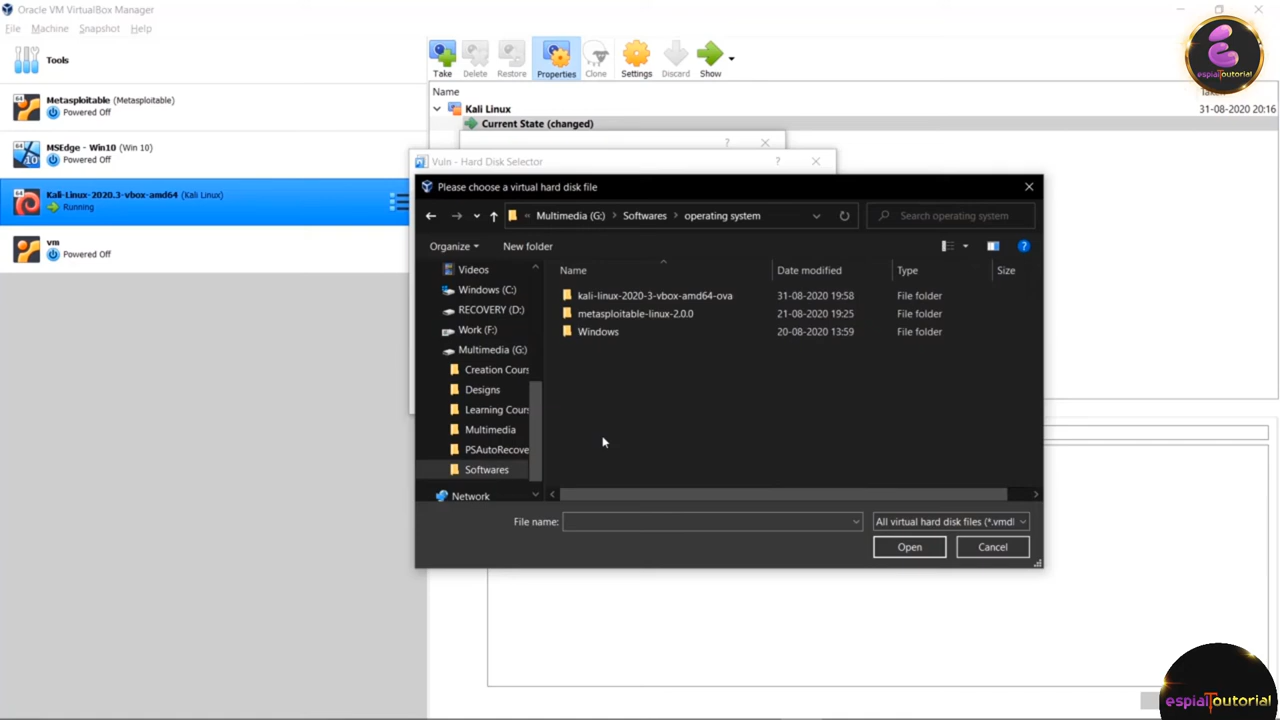 Oracle VM VirtualBox Manager
File Machine Snapshot Help
Tools
Metasploitable (Metasploitable)
Powered Off
MSEdge - Win10 (Win 10)
Powered Off
Kali-Linux-2020.3-vbox-amd64 (Kali Linux)
Running
vm
Powered Off
Take Delete Restore Properties Clone Settings Discard Show
Name
Kali Linux 31-08-2020 20:16
Current State (changed)
Vuln - Hard Disk Selector
Please choose a virtual hard disk file
« Multimedia (G:) > Softwares > operating system
Search operating system
Organize New folder
Name Date modified Type Size
kali-linux-2020-3-vbox-amd64-ova 31-08-2020 19:58 File folder
metasploitable-linux-2.0.0 21-08-2020 19:25 File folder
Windows 20-08-2020 13:59 File folder
Videos
Windows (C:)
RECOVERY (D:)
Work (F:)
Multimedia (G:)
Creation Cours
Designs
Learning Cours
Multimedia
PSAutoRecove
Softwares
Network
File name:
All virtual hard disk files (*.vmdl
Open Cancel
espialToutorial
espialToutorial